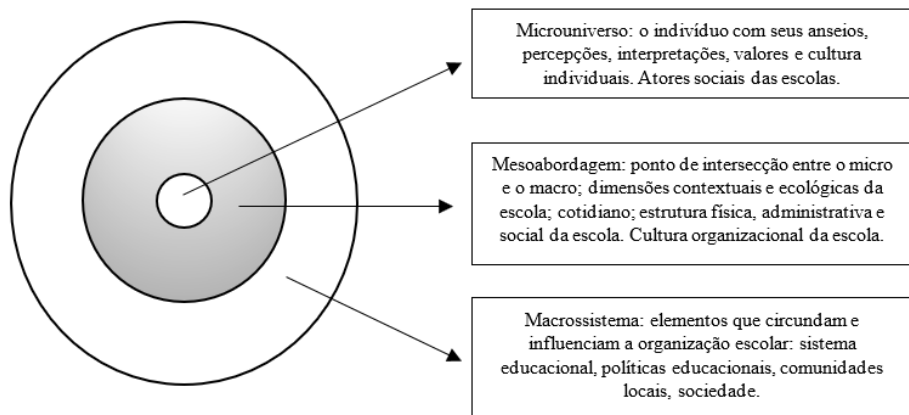 Microuniverso: o indivíduo com seus anseios,
percepções, interpretações, valores e cultura
individuais. Atores sociais das escolas.
Mesoabordagem: ponto de intersecção entre o micro
e o macro; dimensões contextuais e ecológicas da
escola; cotidiano; estrutura física, administrativa e
social da escola. Cultura organizacional da escola.
Macrossistema: elementos que circundam e
influenciam a organização escolar: sistema
educacional, políticas educacionais, comunidades
locais, sociedade.